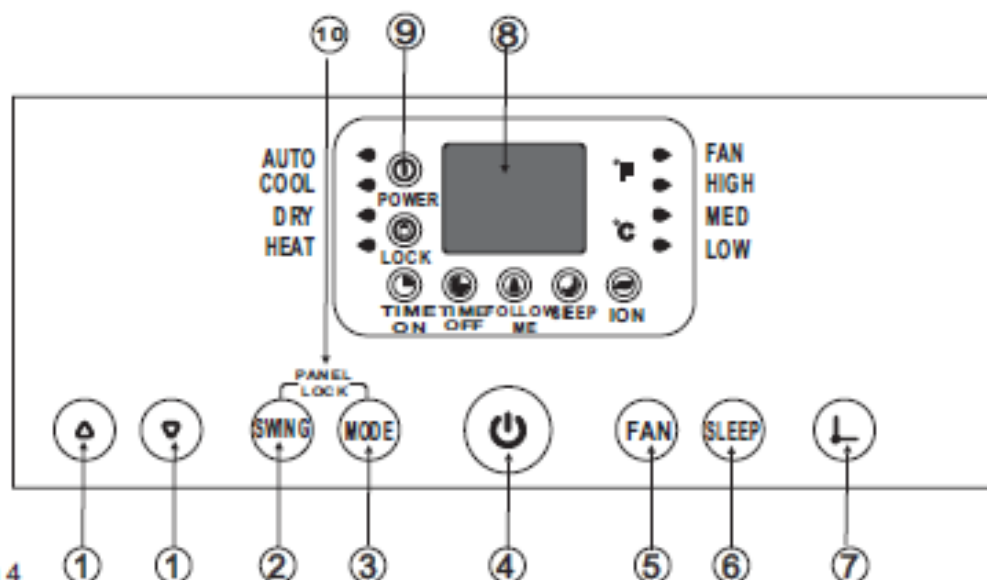 10 9 8
AUTO
COOL
DRY
HEAT
POWER
LOCK
°F
°C
FAN
HIGH
MED
LOW
TIME ON
TIME OFF
FOLLOW ME
SEEP
ION
PANEL
LOCK
SWING MODE FAN SLEEP
4 1 1 2 3 4 5 6 7